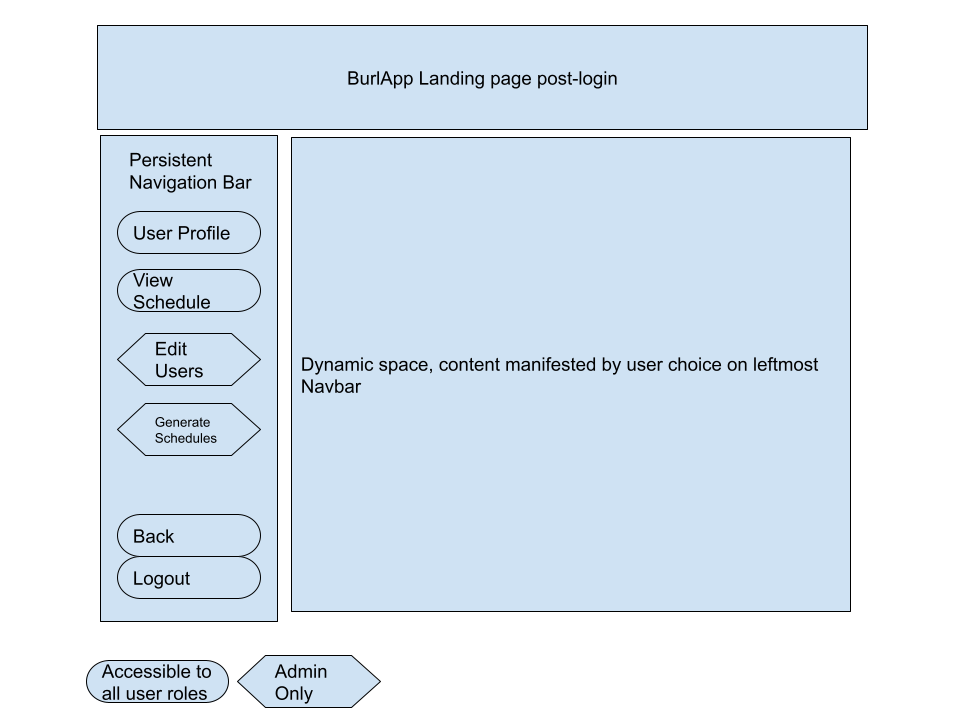 BurlApp Landing page post-login
Persistent
Navigation Bar
User Profile
View
Schedule
Edit
Users
Generate
Schedules
Back
Logout
Dynamic space, content manifested by user choice on leftmost
Navbar
Accessible to
all user roles
Admin
Only